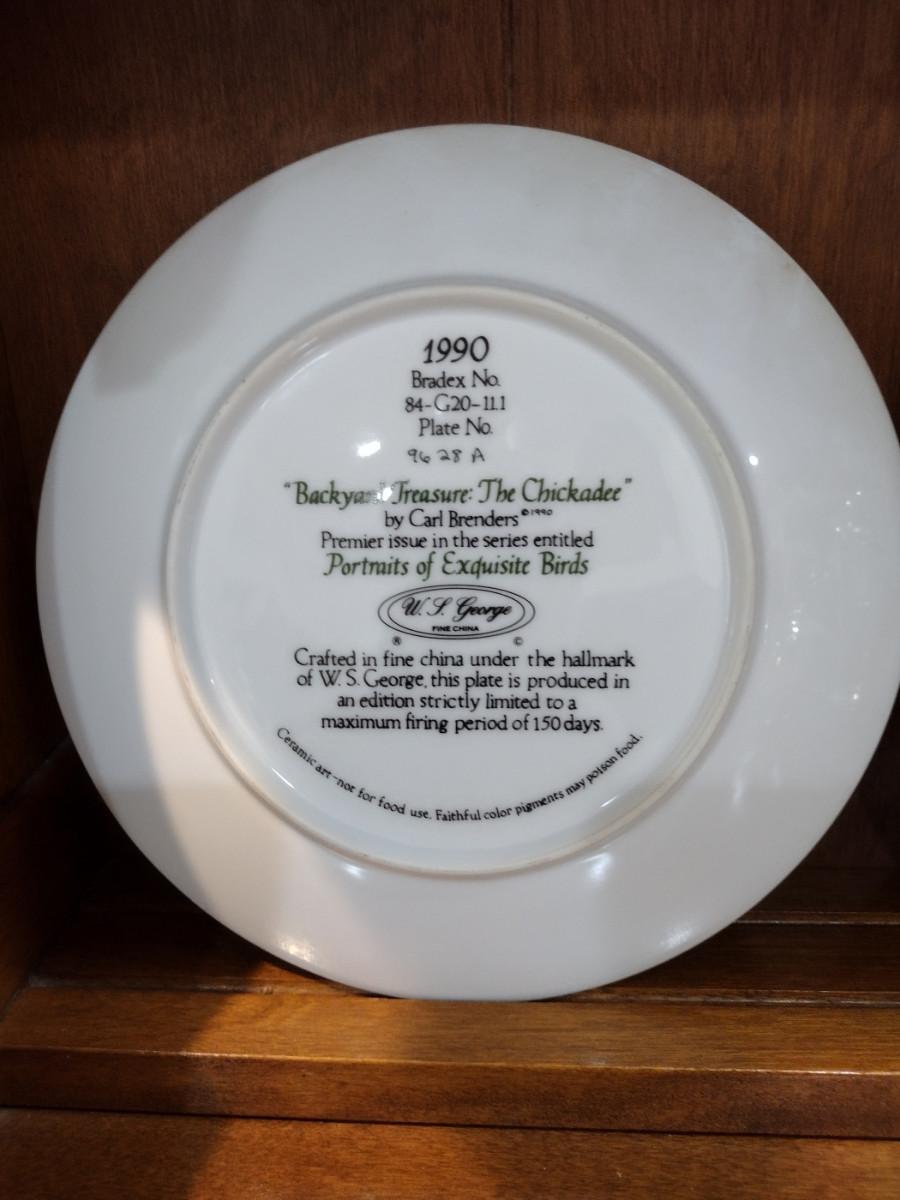 1990
Bradex No.
84-G20-11.1
Plate No.
9628A
"Backyard Treasure: The Chickadee"
by Carl Brenders ©1990
Premier issue in the series entitled
Portraits of Exquisite Birds
W. S. George
FINE CHINA
® ©
Crafted in fine china under the hallmark
of W. S. George, this plate is produced in
an edition strictly limited to a
maximum firing period of 150 days.
Ceramic art—not for food use. Faithful color pigments may poison food.